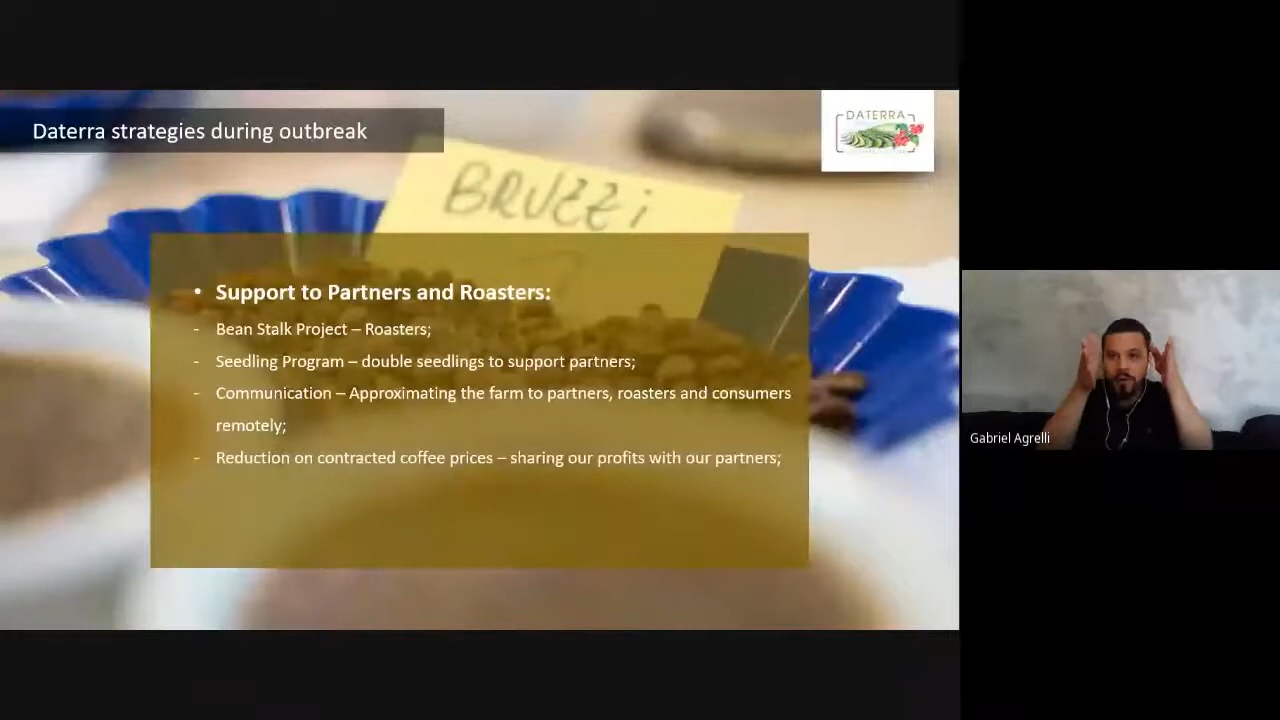 Daterra strategies during outbreak
DATERRA
BRUZZi
• Support to Partners and Roasters:
- Bean Stalk Project – Roasters;
- Seedling Program – double seedlings to support partners;
- Communication – Approximating the farm to partners, roasters and consumers
remotely;
- Reduction on contracted coffee prices – sharing our profits with our partners;
Gabriel Agrelli